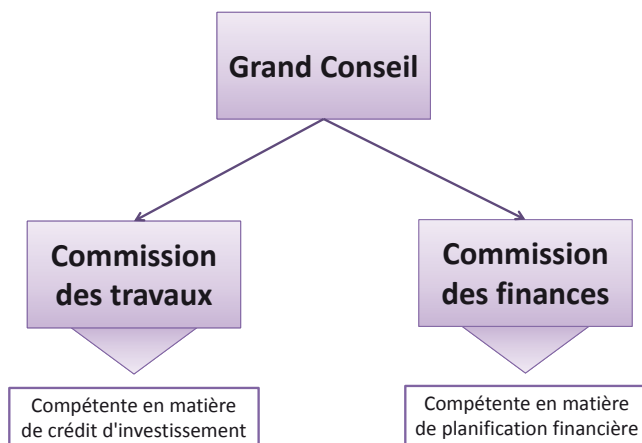 Grand Conseil
Commission
des travaux
Commission
des finances
Compétente en matière
de crédit d'investissement
Compétente en matière
de planification financière